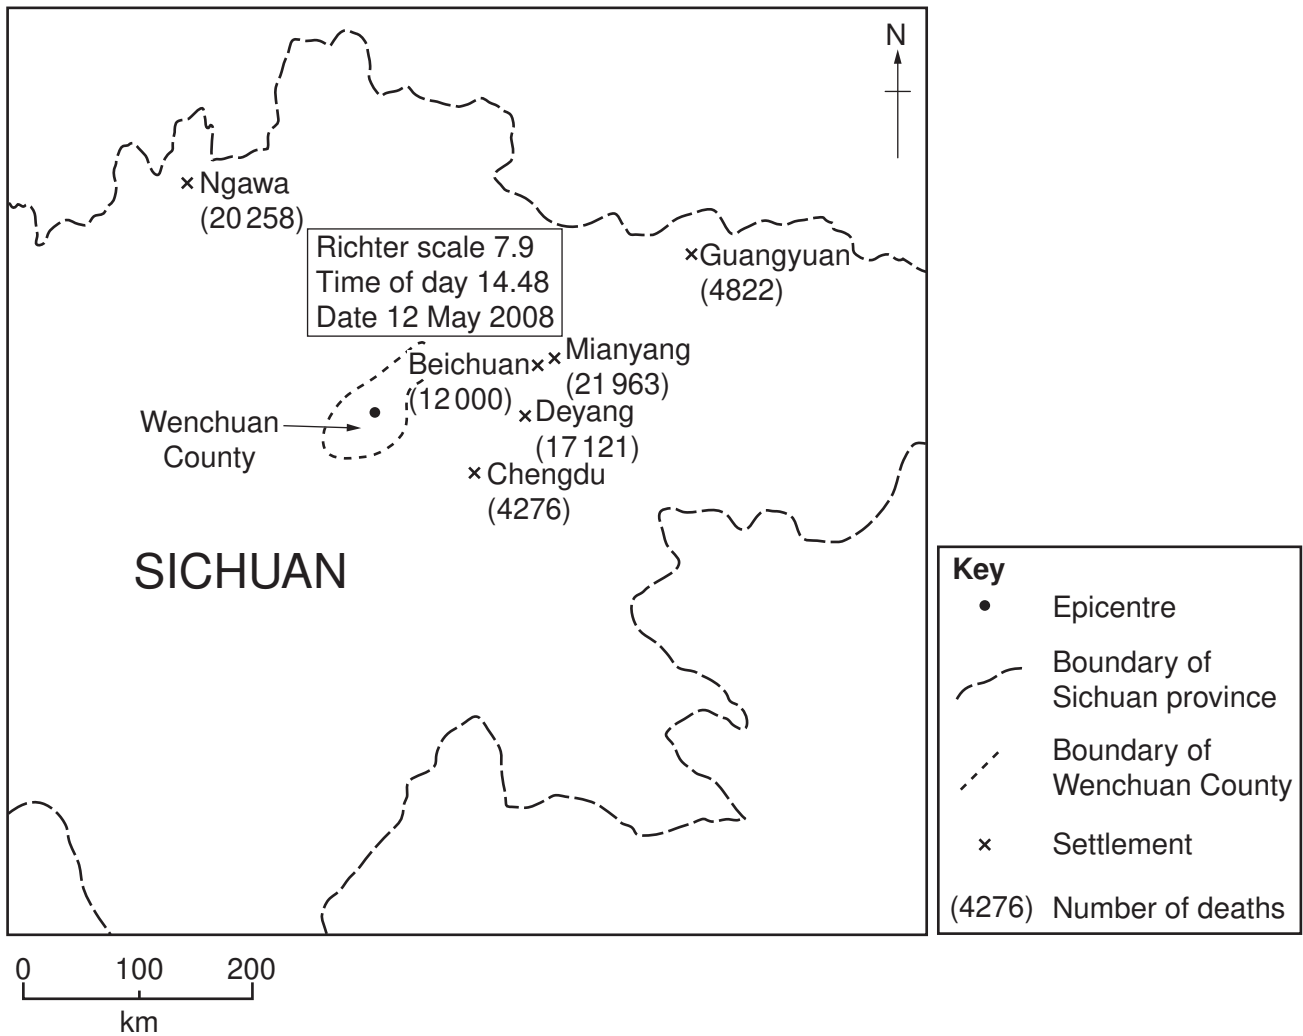 N
Ngawa
(20 258)
Richter scale 7.9
Time of day 14.48
Date 12 May 2008
Guangyuan
(4822)
Beichuan
(12 000)
Mianyang
(21 963)
Deyang
(17 121)
Wenchuan
County
Chengdu
(4276)
SICHUAN
Key
Epicentre
Boundary of
Sichuan province
Boundary of
Wenchuan County
Settlement
(4276) Number of deaths
0 100 200
km